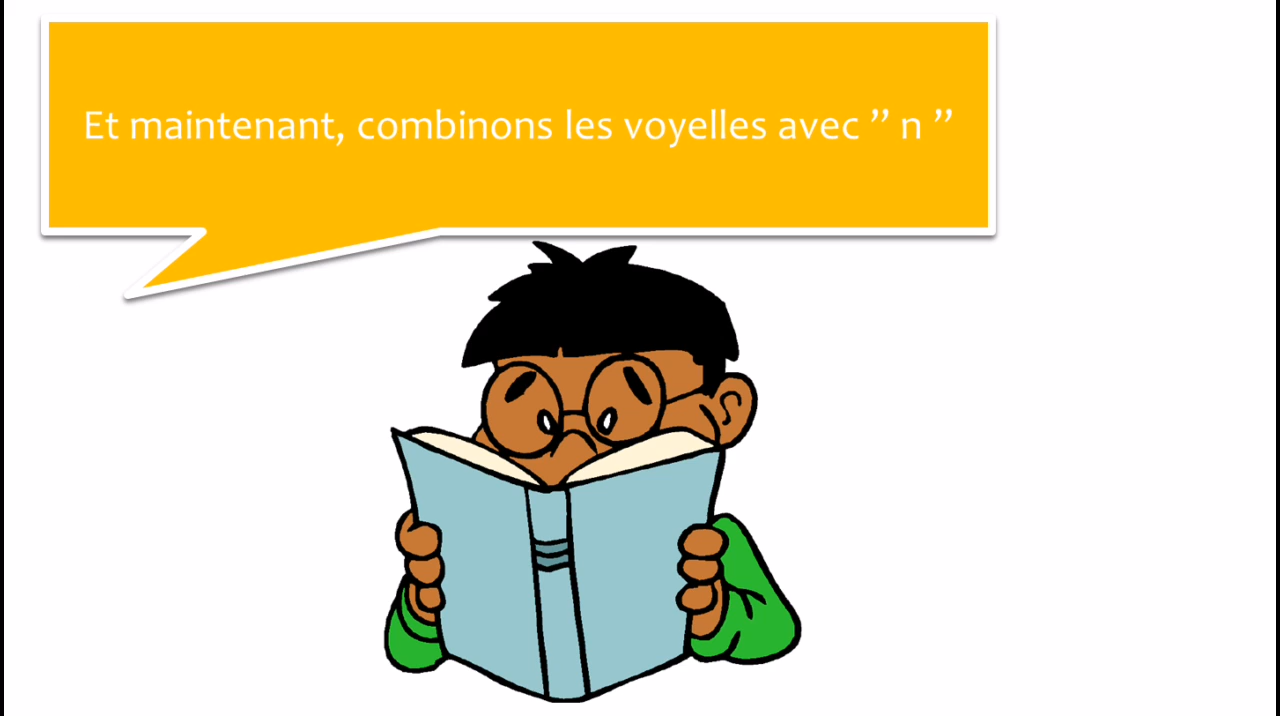 Et maintenant, combinons les voyelles avec ” n ”